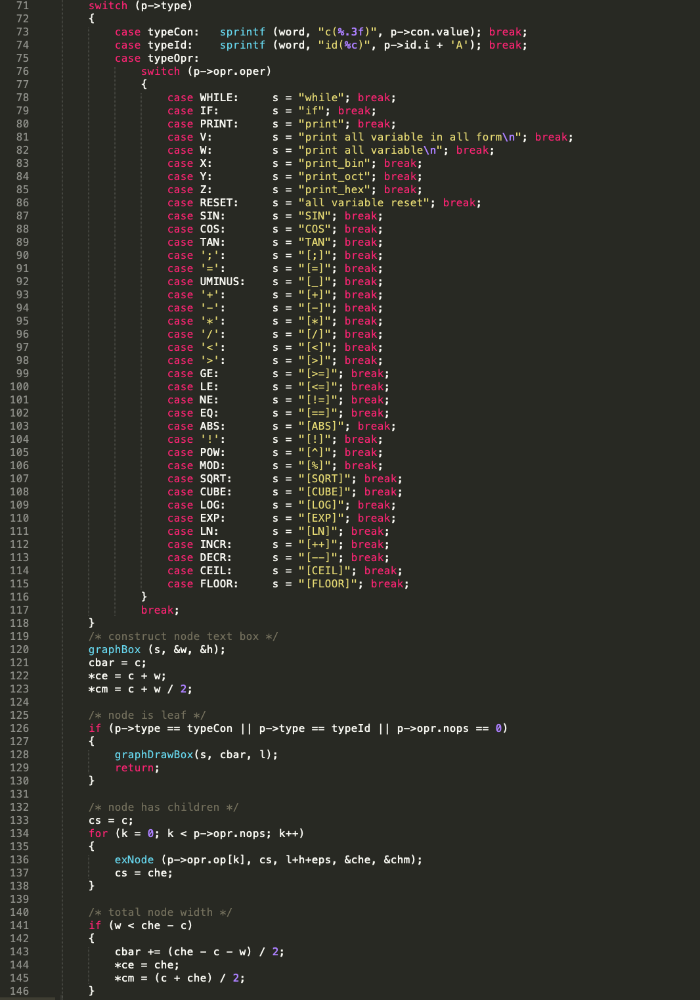 71 switch (p->type)
72 {
73 case typeCon: sprintf (word, "c(%.3f)", p->con.value); break;
74 case typeId: sprintf (word, "id(%c)", p->id.i + 'A'); break;
75 case typeOpr:
76 switch (p->opr.oper)
77 {
78 case WHILE: s = "while"; break;
79 case IF: s = "if"; break;
80 case PRINT: s = "print"; break;
81 case V: s = "print all variable in all form\n"; break;
82 case W: s = "print all variable\n"; break;
83 case X: s = "print_bin"; break;
84 case Y: s = "print_oct"; break;
85 case Z: s = "print_hex"; break;
86 case RESET: s = "all variable reset"; break;
87 case SIN: s = "SIN"; break;
88 case COS: s = "COS"; break;
89 case TAN: s = "TAN"; break;
90 case ';': s = "[;]"; break;
91 case '=': s = "[=]"; break;
92 case UMINUS: s = "[_]"; break;
93 case '+': s = "[+]"; break;
94 case '-': s = "[-]"; break;
95 case '*': s = "[*]"; break;
96 case '/': s = "[/]"; break;
97 case '<': s = "[<]"; break;
98 case '>': s = "[>]"; break;
99 case GE: s = "[>=]"; break;
100 case LE: s = "[<=]"; break;
101 case NE: s = "[!=]"; break;
102 case EQ: s = "[==]"; break;
103 case ABS: s = "[ABS]"; break;
104 case '!': s = "[!]"; break;
105 case POW: s = "[^]"; break;
106 case MOD: s = "[%]"; break;
107 case SQRT: s = "[SQRT]"; break;
108 case CUBE: s = "[CUBE]"; break;
109 case LOG: s = "[LOG]"; break;
110 case EXP: s = "[EXP]"; break;
111 case LN: s = "[LN]"; break;
112 case INCR: s = "[++]"; break;
113 case DECR: s = "[--]"; break;
114 case CEIL: s = "[CEIL]"; break;
115 case FLOOR: s = "[FLOOR]"; break;
116 }
117 break;
118 }
119 /* construct node text box */
120 graphBox (s, &w, &h);
121 cbar = c;
122 *ce = c + w;
123 *cm = c + w / 2;
124
125 /* node is leaf */
126 if (p->type == typeCon || p->type == typeId || p->opr.nops == 0)
127 {
128 graphDrawBox(s, cbar, l);
129 return;
130 }
131
132 /* node has children */
133 cs = c;
134 for (k = 0; k < p->opr.nops; k++)
135 {
136 exNode (p->opr.op[k], cs, l+h+eps, &che, &chm);
137 cs = che;
138 }
139
140 /* total node width */
141 if (w < che - c)
142 {
143 cbar += (che - c - w) / 2;
144 *ce = che;
145 *cm = (c + che) / 2;
146 }